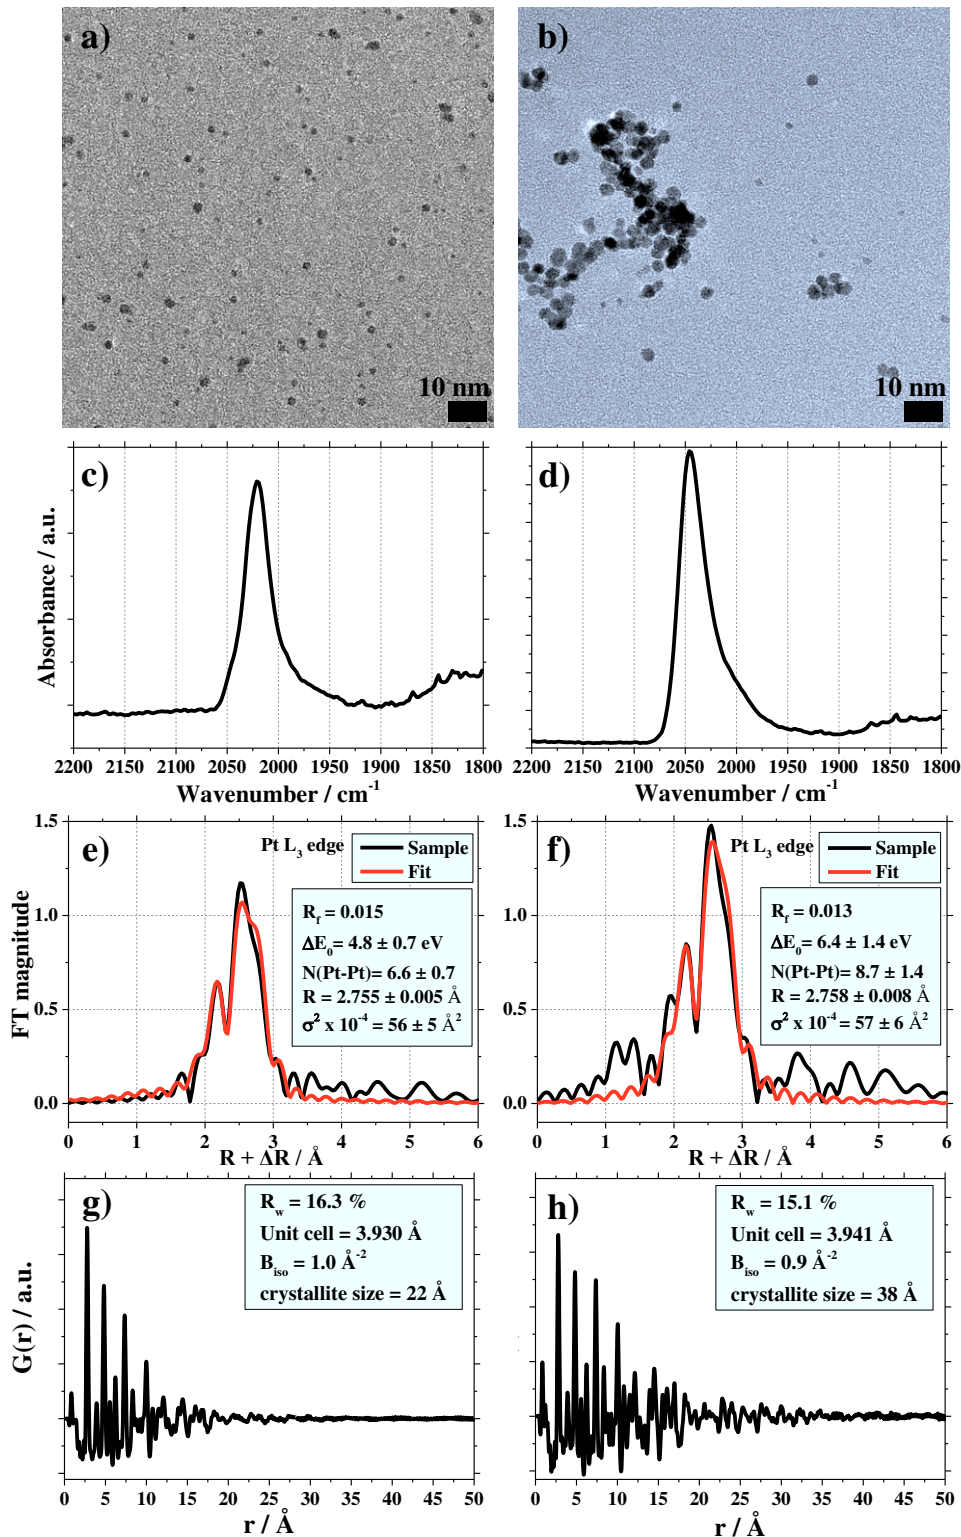 a)
10 nm
b)
10 nm
c)
Absorbance / a.u.
2200 2150 2100 2050 2000 1950 1900 1850 1800
Wavenumber / cm⁻¹
d)
2200 2150 2100 2050 2000 1950 1900 1850 1800
Wavenumber / cm⁻¹
e)
Pt L₃ edge
Sample
Fit
R_f = 0.015
ΔE₀= 4.8 ± 0.7 eV
N(Pt-Pt)= 6.6 ± 0.7
R = 2.755 ± 0.005 Å
σ² x 10⁻⁴ = 56 ± 5 Å²
FT magnitude
1.5
1.0
0.5
0.0
0 1 2 3 4 5 6
R + ΔR / Å
f)
Pt L₃ edge
Sample
Fit
R_f = 0.013
ΔE₀= 6.4 ± 1.4 eV
N(Pt-Pt)= 8.7 ± 1.4
R = 2.758 ± 0.008 Å
σ² x 10⁻⁴ = 57 ± 6 Å²
1.5
1.0
0.5
0.0
0 1 2 3 4 5 6
R + ΔR / Å
g)
R_w = 16.3 %
Unit cell = 3.930 Å
B_iso = 1.0 Å⁻²
crystallite size = 22 Å
G(r) / a.u.
0 5 10 15 20 25 30 35 40 45 50
r / Å
h)
R_w = 15.1 %
Unit cell = 3.941 Å
B_iso = 0.9 Å⁻²
crystallite size = 38 Å
0 5 10 15 20 25 30 35 40 45 50
r / Å